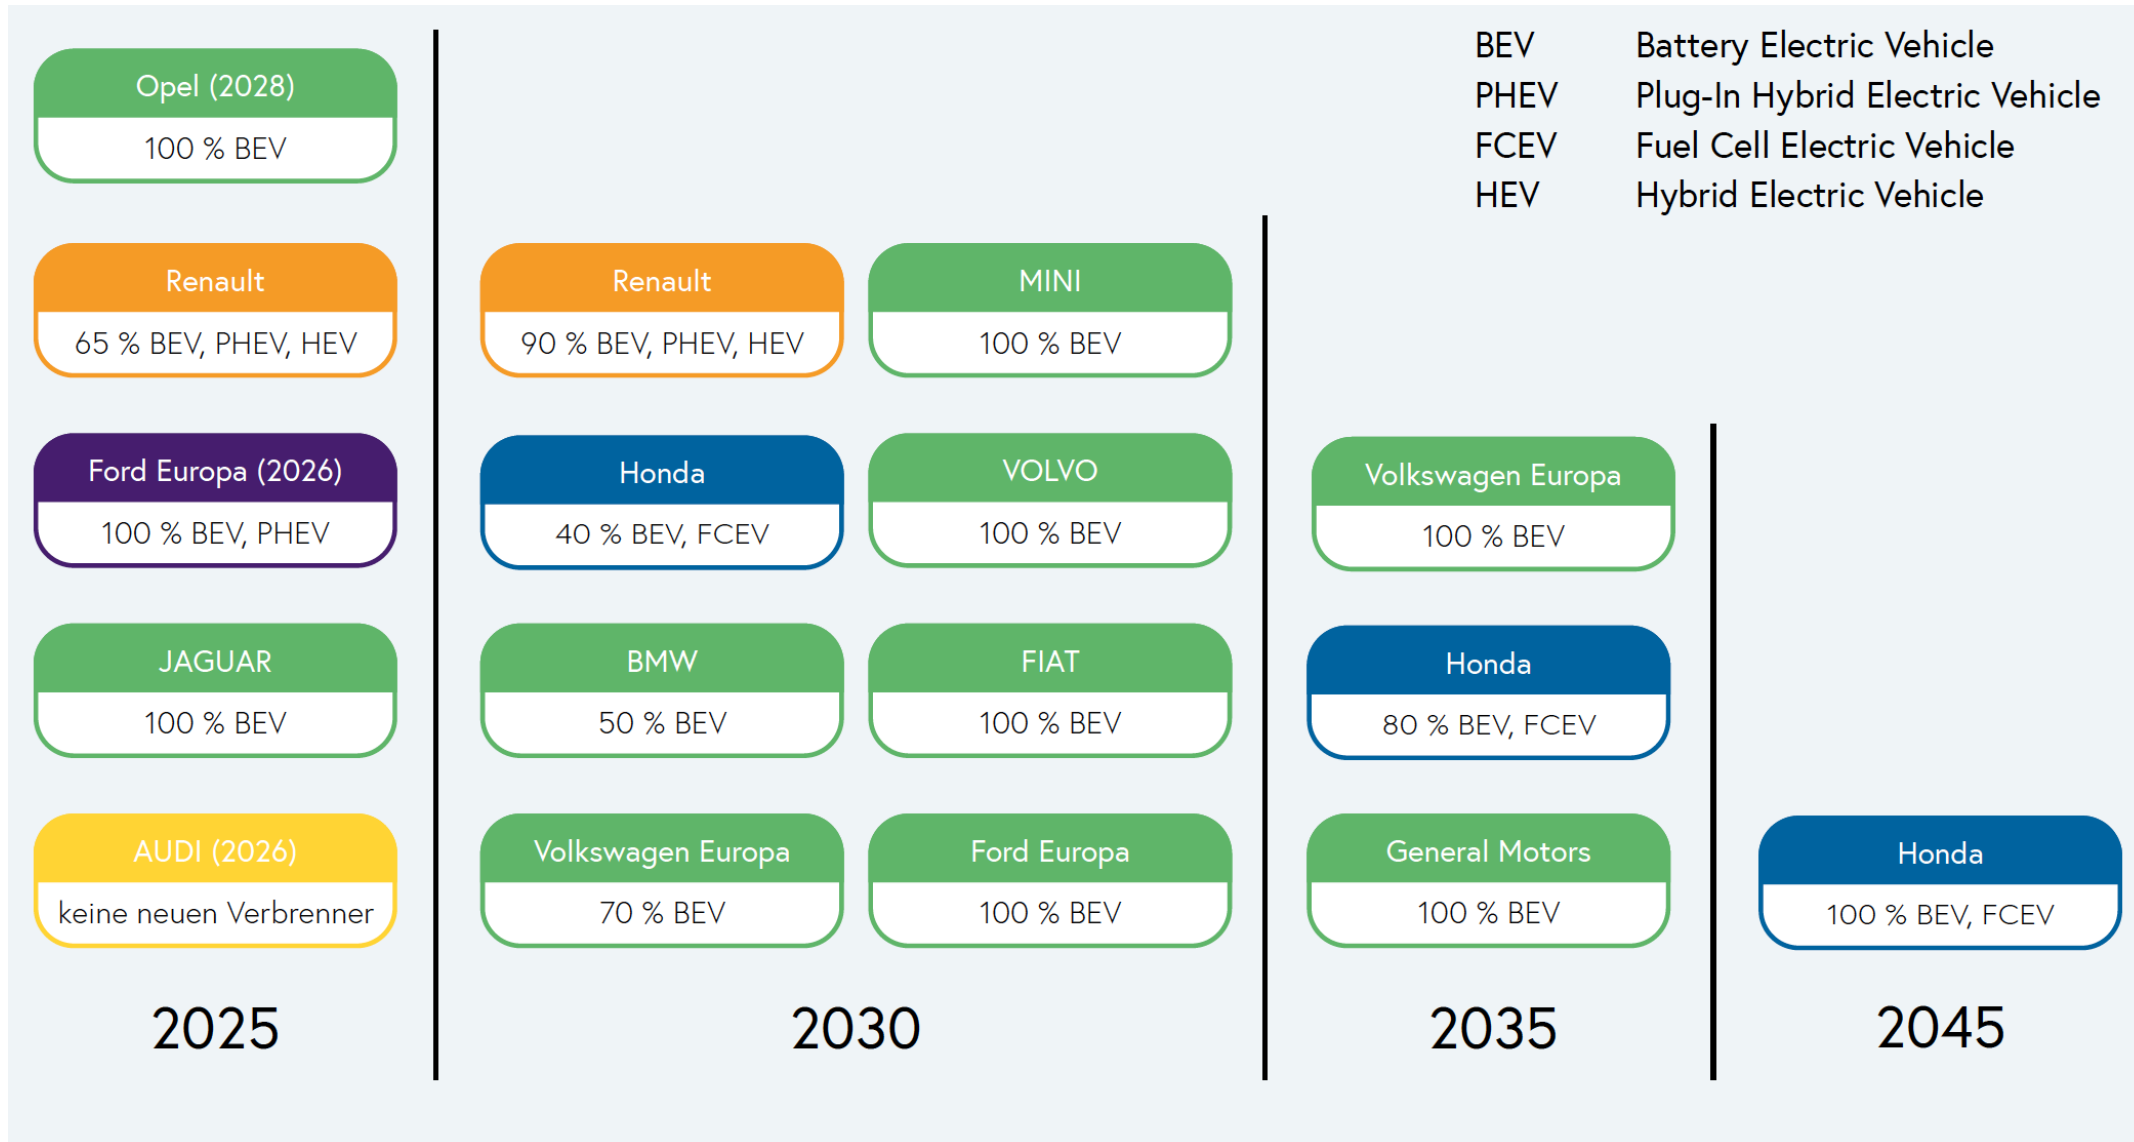 BEV Battery Electric Vehicle
PHEV Plug-In Hybrid Electric Vehicle
FCEV Fuel Cell Electric Vehicle
HEV Hybrid Electric Vehicle
Opel (2028)
100 % BEV
Renault
65 % BEV, PHEV, HEV
Ford Europa (2026)
100 % BEV, PHEV
JAGUAR
100 % BEV
AUDI (2026)
keine neuen Verbrenner
2025
Renault
90 % BEV, PHEV, HEV
Honda
40 % BEV, FCEV
BMW
50 % BEV
Volkswagen Europa
70 % BEV
MINI
100 % BEV
VOLVO
100 % BEV
FIAT
100 % BEV
Ford Europa
100 % BEV
2030
Volkswagen Europa
100 % BEV
Honda
80 % BEV, FCEV
General Motors
100 % BEV
2035
Honda
100 % BEV, FCEV
2045